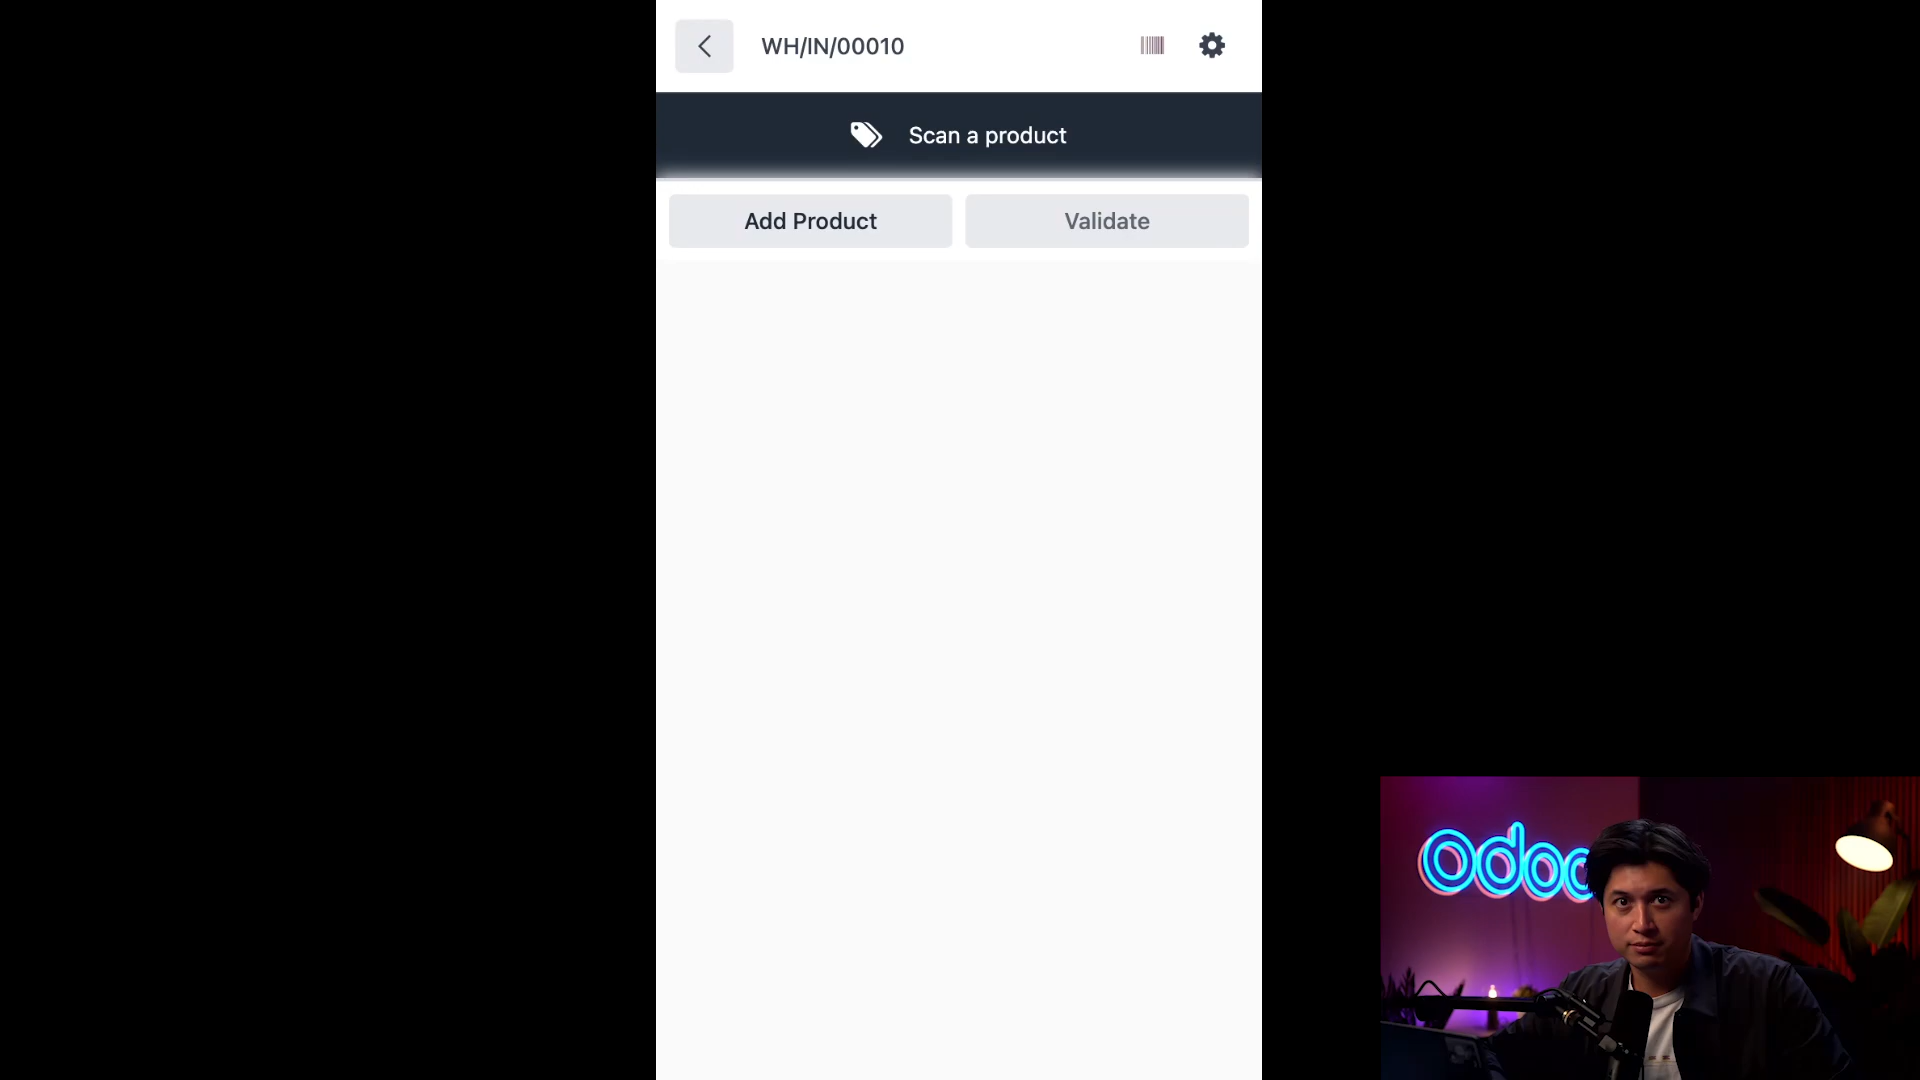 WH/IN/00010
Scan a product
Add Product
Validate
odoo